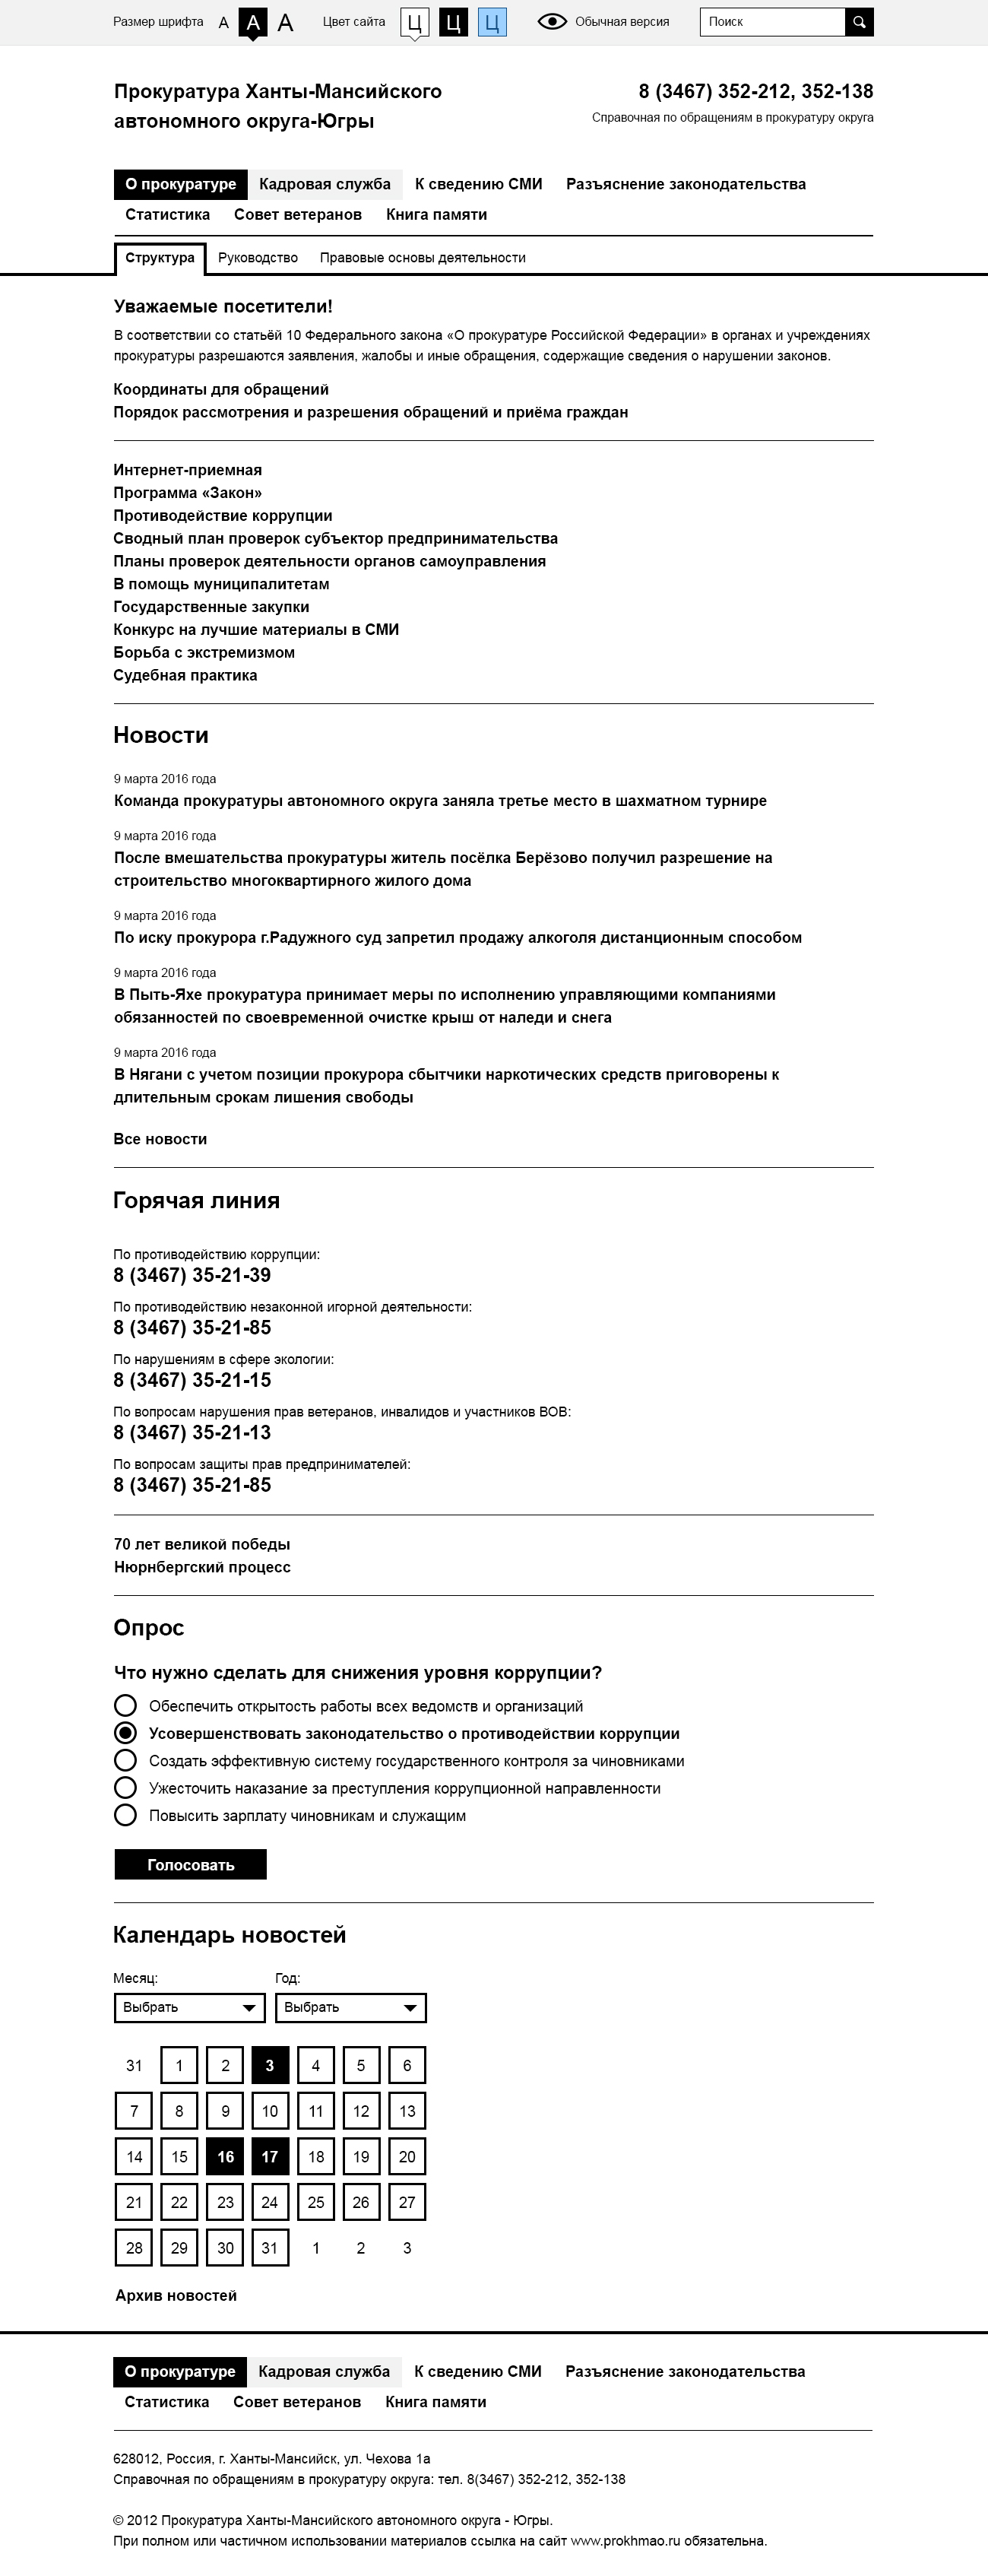 Размер шрифта А А А Цвет сайта Ц Ц Ц Обычная версия Поиск
Прокуратура Ханты-Мансийского
автономного округа-Югры
8 (3467) 352-212, 352-138
Справочная по обращениям в прокуратуру округа
О прокуратуре Кадровая служба К сведению СМИ Разъяснение законодательства
Статистика Совет ветеранов Книга памяти
Структура Руководство Правовые основы деятельности
Уважаемые посетители!
В соответствии со статьёй 10 Федерального закона «О прокуратуре Российской Федерации» в органах и учреждениях
прокуратуры разрешаются заявления, жалобы и иные обращения, содержащие сведения о нарушении законов.
Координаты для обращений
Порядок рассмотрения и разрешения обращений и приёма граждан
Интернет-приемная
Программа «Закон»
Противодействие коррупции
Сводный план проверок субъектор предпринимательства
Планы проверок деятельности органов самоуправления
В помощь муниципалитетам
Государственные закупки
Конкурс на лучшие материалы в СМИ
Борьба с экстремизмом
Судебная практика
Новости
9 марта 2016 года
Команда прокуратуры автономного округа заняла третье место в шахматном турнире
9 марта 2016 года
После вмешательства прокуратуры житель посёлка Берёзово получил разрешение на
строительство многоквартирного жилого дома
9 марта 2016 года
По иску прокурора г.Радужного суд запретил продажу алкоголя дистанционным способом
9 марта 2016 года
В Пыть-Яхе прокуратура принимает меры по исполнению управляющими компаниями
обязанностей по своевременной очистке крыш от наледи и снега
9 марта 2016 года
В Нягани с учетом позиции прокурора сбытчики наркотических средств приговорены к
длительным срокам лишения свободы
Все новости
Горячая линия
По противодействию коррупции:
8 (3467) 35-21-39
По противодействию незаконной игорной деятельности:
8 (3467) 35-21-85
По нарушениям в сфере экологии:
8 (3467) 35-21-15
По вопросам нарушения прав ветеранов, инвалидов и участников ВОВ:
8 (3467) 35-21-13
По вопросам защиты прав предпринимателей:
8 (3467) 35-21-85
70 лет великой победы
Нюрнбергский процесс
Опрос
Что нужно сделать для снижения уровня коррупции?
Обеспечить открытость работы всех ведомств и организаций
Усовершенствовать законодательство о противодействии коррупции
Создать эффективную систему государственного контроля за чиновниками
Ужесточить наказание за преступления коррупционной направленности
Повысить зарплату чиновникам и служащим
Голосовать
Календарь новостей
Месяц: Год:
Выбрать Выбрать
31 1 2 3 4 5 6
7 8 9 10 11 12 13
14 15 16 17 18 19 20
21 22 23 24 25 26 27
28 29 30 31 1 2 3
Архив новостей
О прокуратуре Кадровая служба К сведению СМИ Разъяснение законодательства
Статистика Совет ветеранов Книга памяти
628012, Россия, г. Ханты-Мансийск, ул. Чехова 1а
Справочная по обращениям в прокуратуру округа: тел. 8(3467) 352-212, 352-138
© 2012 Прокуратура Ханты-Мансийского автономного округа - Югры.
При полном или частичном использовании материалов ссылка на сайт www.prokhmao.ru обязательна.